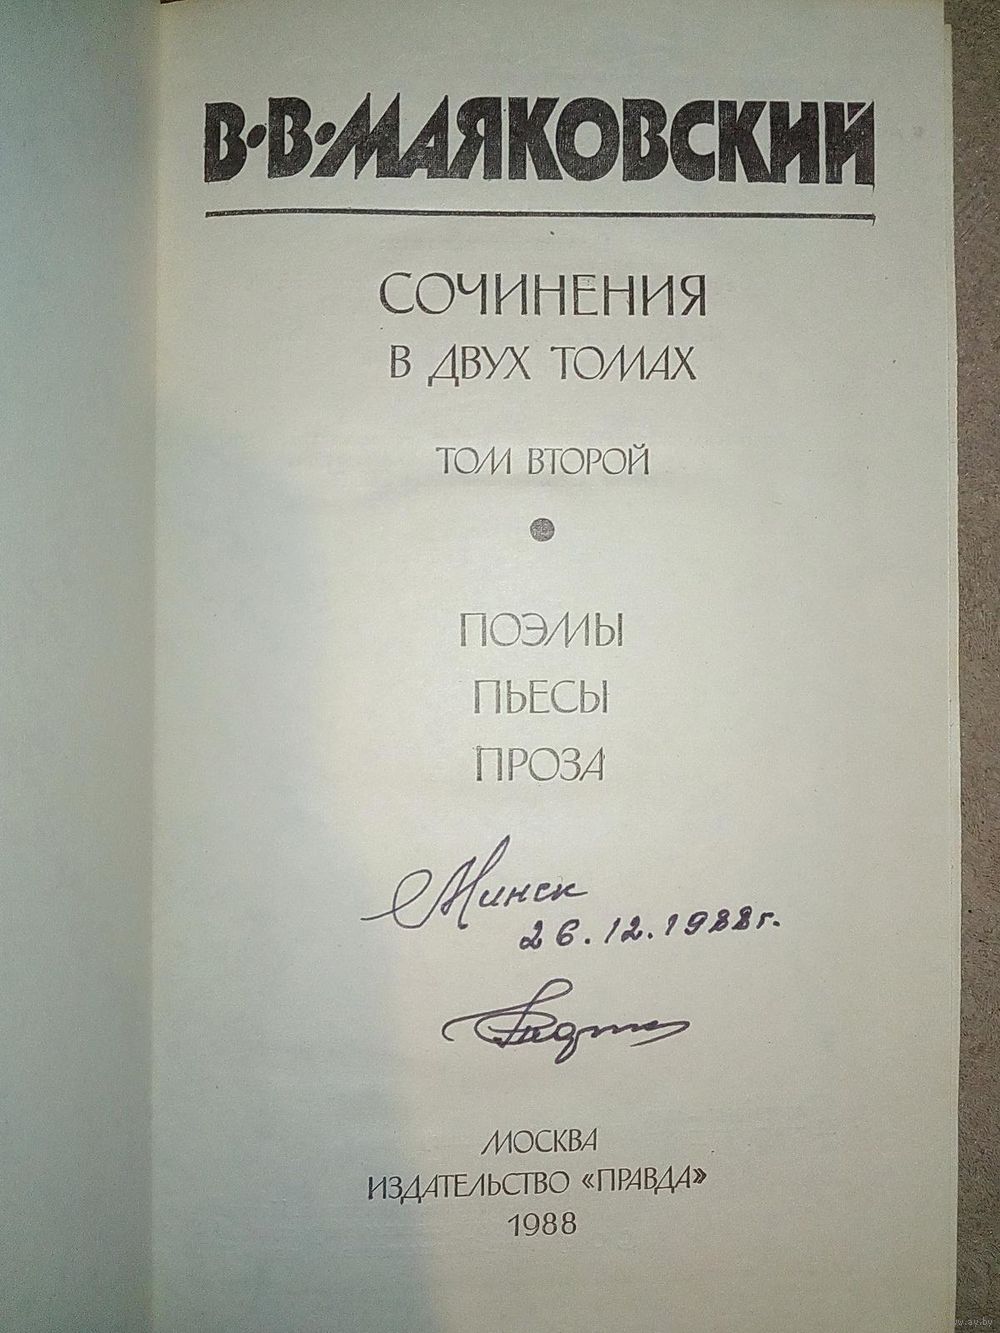 В·В·МАЯКОВСКИЙ
СОЧИНЕНИЯ
В ДВУХ ТОМАХ
ТОМ ВТОРОЙ
ПОЭМЫ
ПЬЕСЫ
ПРОЗА
Минск
26.12.1988г.
МОСКВА
ИЗДАТЕЛЬСТВО «ПРАВДА»
1988